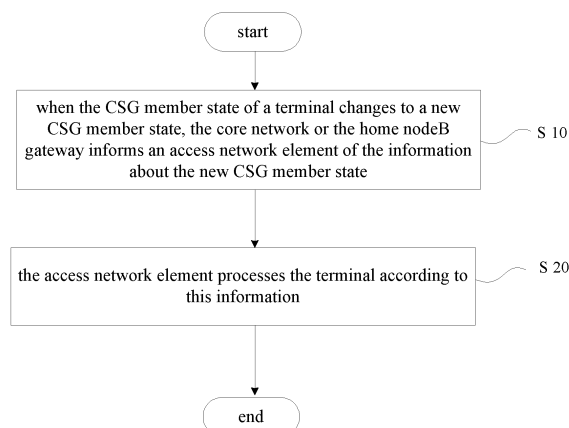 start
when the CSG member state of a terminal changes to a new
CSG member state, the core network or the home nodeB
gateway informs an access network element of the information
about the new CSG member state
S 10
the access network element processes the terminal according to
this information
S 20
end